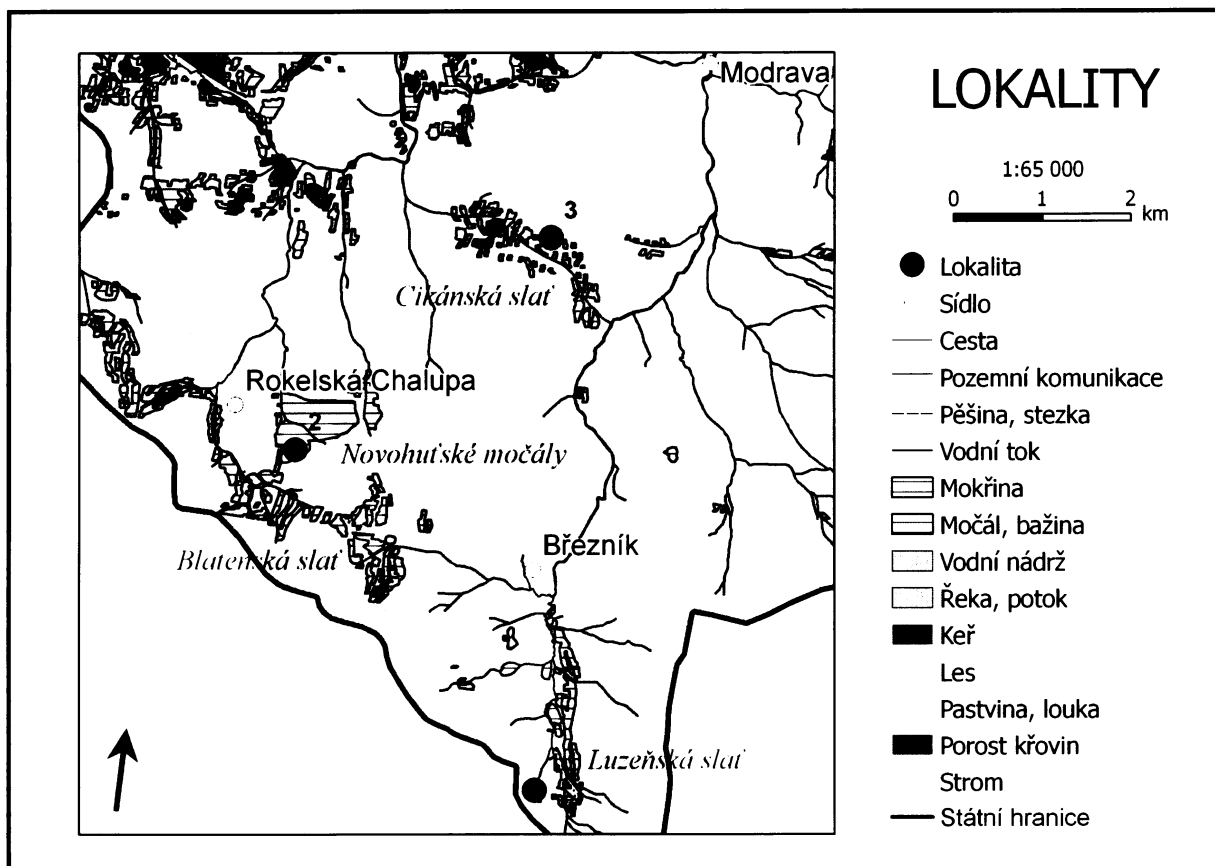 Modrava
3
Cikánská slať
Rokelská Chalupa
2
Novohuťské močály
Březník
Blatenská slať
Luzeňská slať
LOKALITY
1:65 000
0 1 2 km
Lokalita
Sídlo
Cesta
Pozemní komunikace
Pěšina, stezka
Vodní tok
Mokřina
Močál, bažina
Vodní nádrž
Řeka, potok
Keř
Les
Pastvina, louka
Porost křovin
Strom
Státní hranice